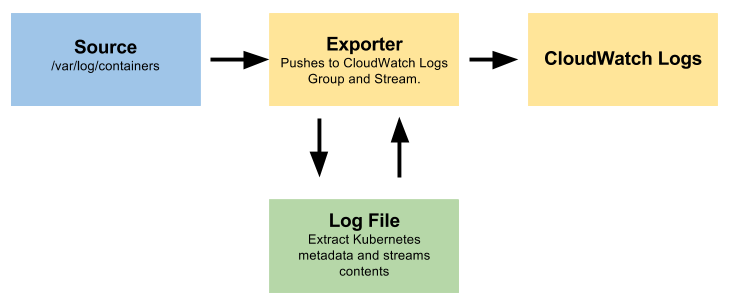 Source
/var/log/containers
Exporter
Pushes to CloudWatch Logs
Group and Stream.
CloudWatch Logs
Log File
Extract Kubernetes
metadata and streams
contents